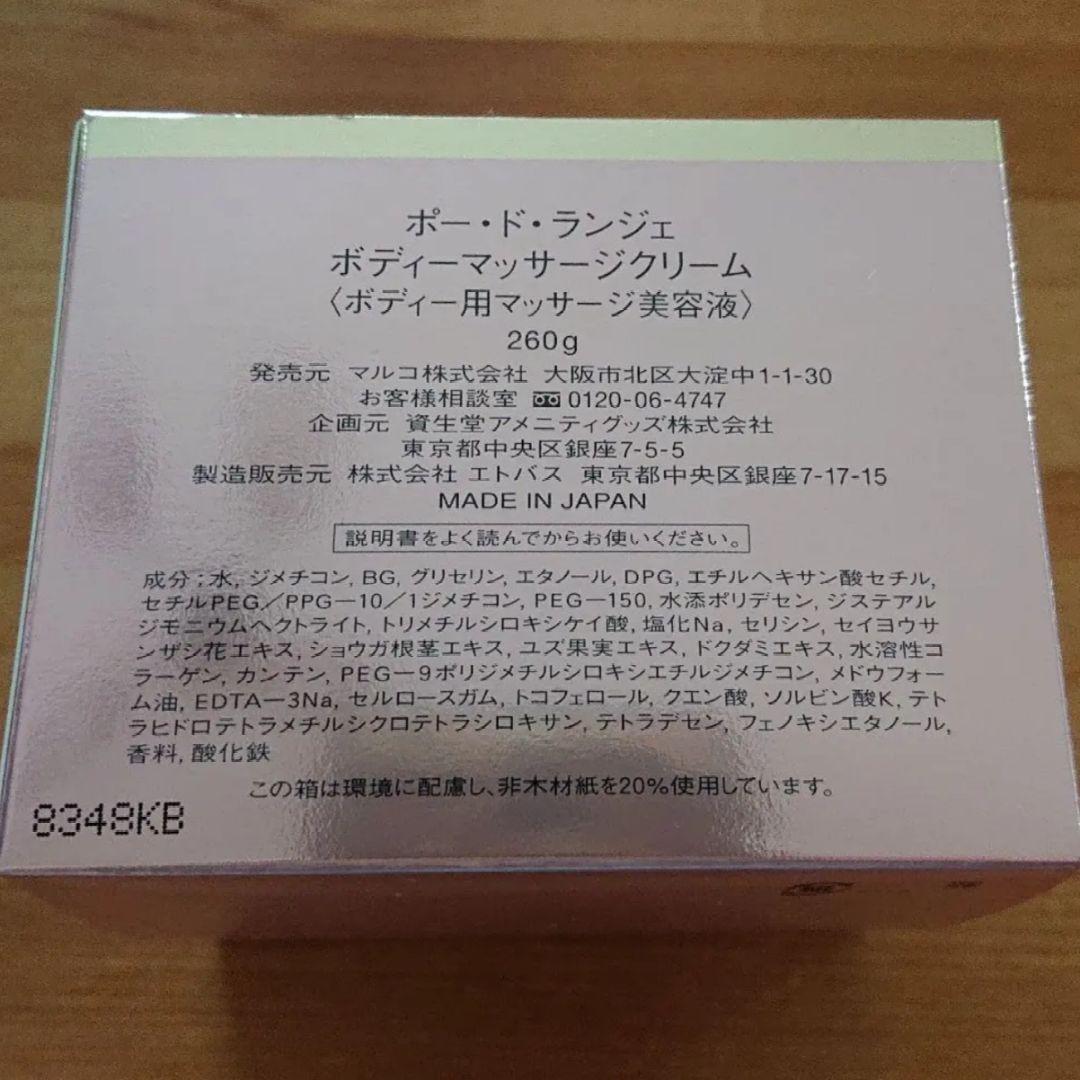 ポー・ド・ランジェ
ボディーマッサージクリーム
〈ボディー用マッサージ美容液〉
260g
発売元 マルコ株式会社 大阪市北区大淀中1-1-30
お客様相談室 0120-06-4747
企画元 資生堂アメニティグッズ株式会社
東京都中央区銀座7-5-5
製造販売元 株式会社 エトバス 東京都中央区銀座7-17-15
MADE IN JAPAN
説明書をよく読んでからお使いください。
成分;水, ジメチコン, BG, グリセリン, エタノール, DPG, エチルヘキサン酸セチル,
セチルPEG/PPG－10/1ジメチコン, PEG－150, 水添ポリデセン, ジステアル
ジモニウムヘクトライト, トリメチルシロキシケイ酸, 塩化Na, セリシン, セイヨウサ
ンザシ花エキス, ショウガ根茎エキス, ユズ果実エキス, ドクダミエキス, 水溶性コ
ラーゲン, カンテン, PEG－9ポリジメチルシロキシエチルジメチコン, メドウフォー
ム油, EDTA－3Na, セルロースガム, トコフェロール, クエン酸, ソルビン酸K, テト
ラヒドロテトラメチルシクロテトラシロキサン, テトラデセン, フェノキシエタノール,
香料, 酸化鉄
この箱は環境に配慮し、非木材紙を20%使用しています。
8348KB